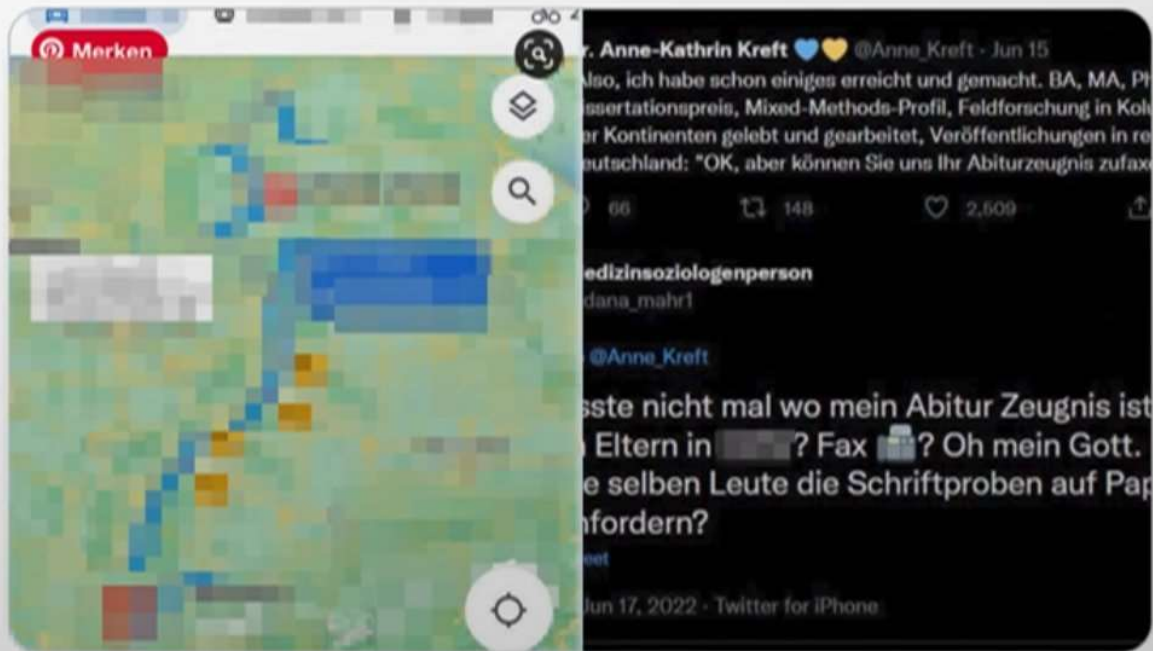 Merken
r. Anne-Kathrin Kreft 💙💛 @Anne_Kreft · Jun 15
lso, ich habe schon einiges erreicht und gemacht. BA, MA, Ph
ssertationspreis, Mixed-Methods-Profil, Feldforschung in Kol
er Kontinenten gelebt und gearbeitet, Veröffentlichungen in re
eutschland: "OK, aber können Sie uns Ihr Abiturzeugnis zufax
66 148 2,609
edizinsoziologenperson
dana_mahr1
@Anne_Kreft
sste nicht mal wo mein Abitur Zeugnis ist
Eltern in ? Fax 📠? Oh mein Gott.
e selben Leute die Schriftproben auf Pap
nfordern?
eet
Jun 17, 2022 · Twitter for iPhone